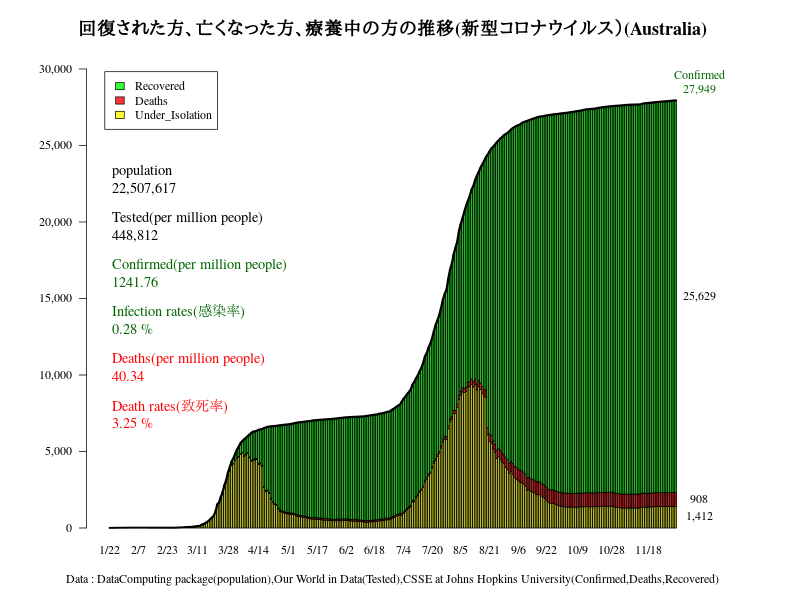 回復された方、亡くなった方、療養中の方の推移(新型コロナウイルス）(Australia)
Confirmed
27,949
30,000
25,000
20,000
15,000
10,000
5,000
0
Recovered
Deaths
Under_Isolation
population
22,507,617
Tested(per million people)
448,812
Confirmed(per million people)
1241.76
Infection rates(感染率)
0.28 %
Deaths(per million people)
40.34
Death rates(致死率)
3.25 %
25,629
908
1,412
1/22 2/7 2/23 3/11 3/28 4/14 5/1 5/17 6/2 6/18 7/4 7/20 8/5 8/21 9/6 9/22 10/9 10/28 11/18
Data : DataComputing package(population),Our World in Data(Tested),CSSE at Johns Hopkins University(Confirmed,Deaths,Recovered)